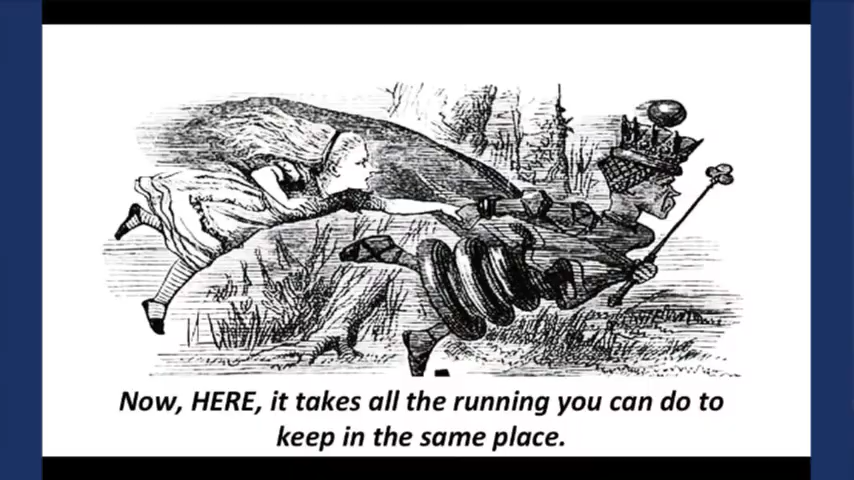 Now, HERE, it takes all the running you can do to
keep in the same place.